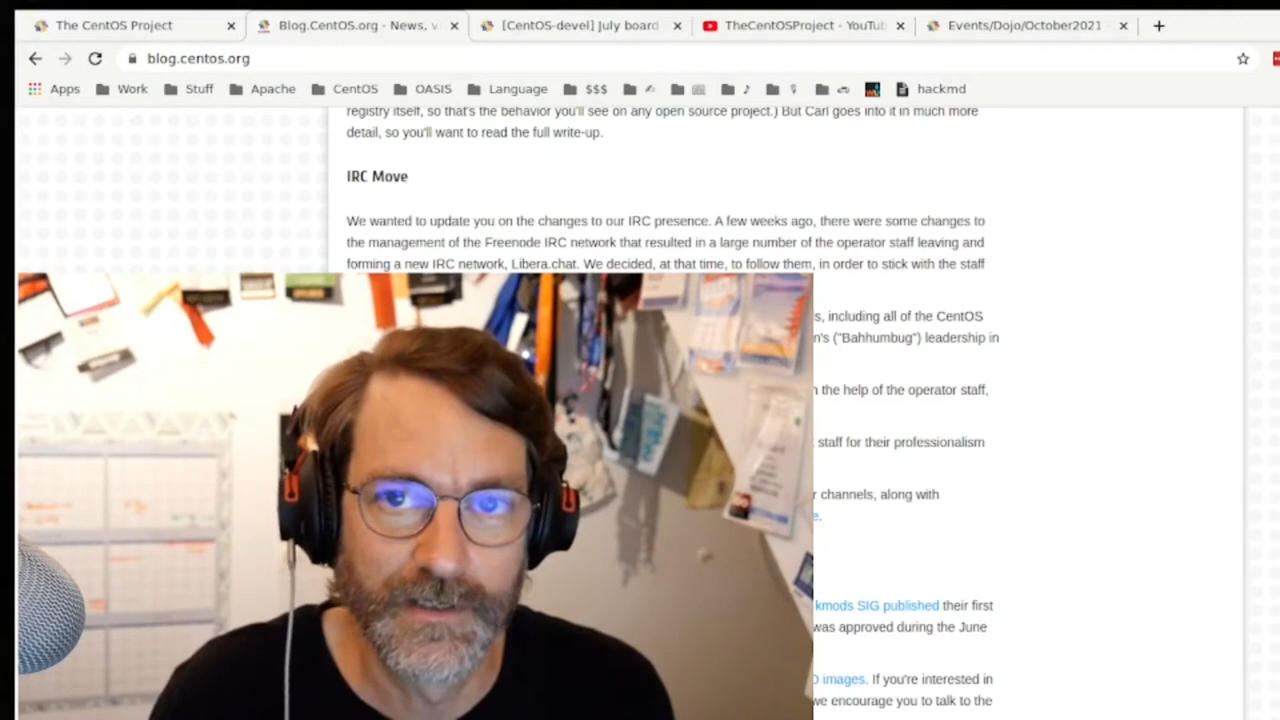 The CentOS Project
Blog.CentOS.org - News, v
[CentOS-devel] July board
TheCentOSProject - YouTub
Events/Dojo/October2021 -
blog.centos.org
Apps Work Stuff Apache CentOS OASIS Language $$$ hackmd
registry itself, so that's the behavior you'll see on any open source project.) But Carl goes into it in much more
detail, so you'll want to read the full write-up.
IRC Move
We wanted to update you on the changes to our IRC presence. A few weeks ago, there were some changes to
the management of the Freenode IRC network that resulted in a large number of the operator staff leaving and
forming a new IRC network, Libera.chat. We decided, at that time, to follow them, in order to stick with the staff
s, including all of the CentOS
n's ("Bahhumbug") leadership in
the help of the operator staff,
staff for their professionalism
r channels, along with
e.
kmods SIG published their first
was approved during the June
images. If you're interested in
we encourage you to talk to the